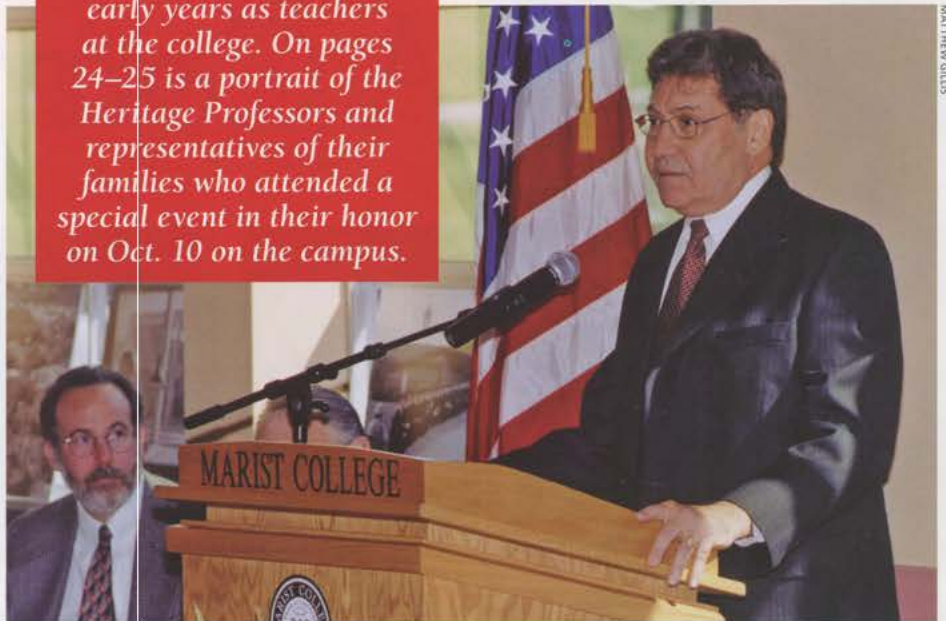 early years as teachers
at the college. On pages
24–25 is a portrait of the
Heritage Professors and
representatives of their
families who attended a
special event in their honor
on Oct. 10 on the campus.
MATTHEW GILLIS
MARIST COLLEGE
MARIST COLLE